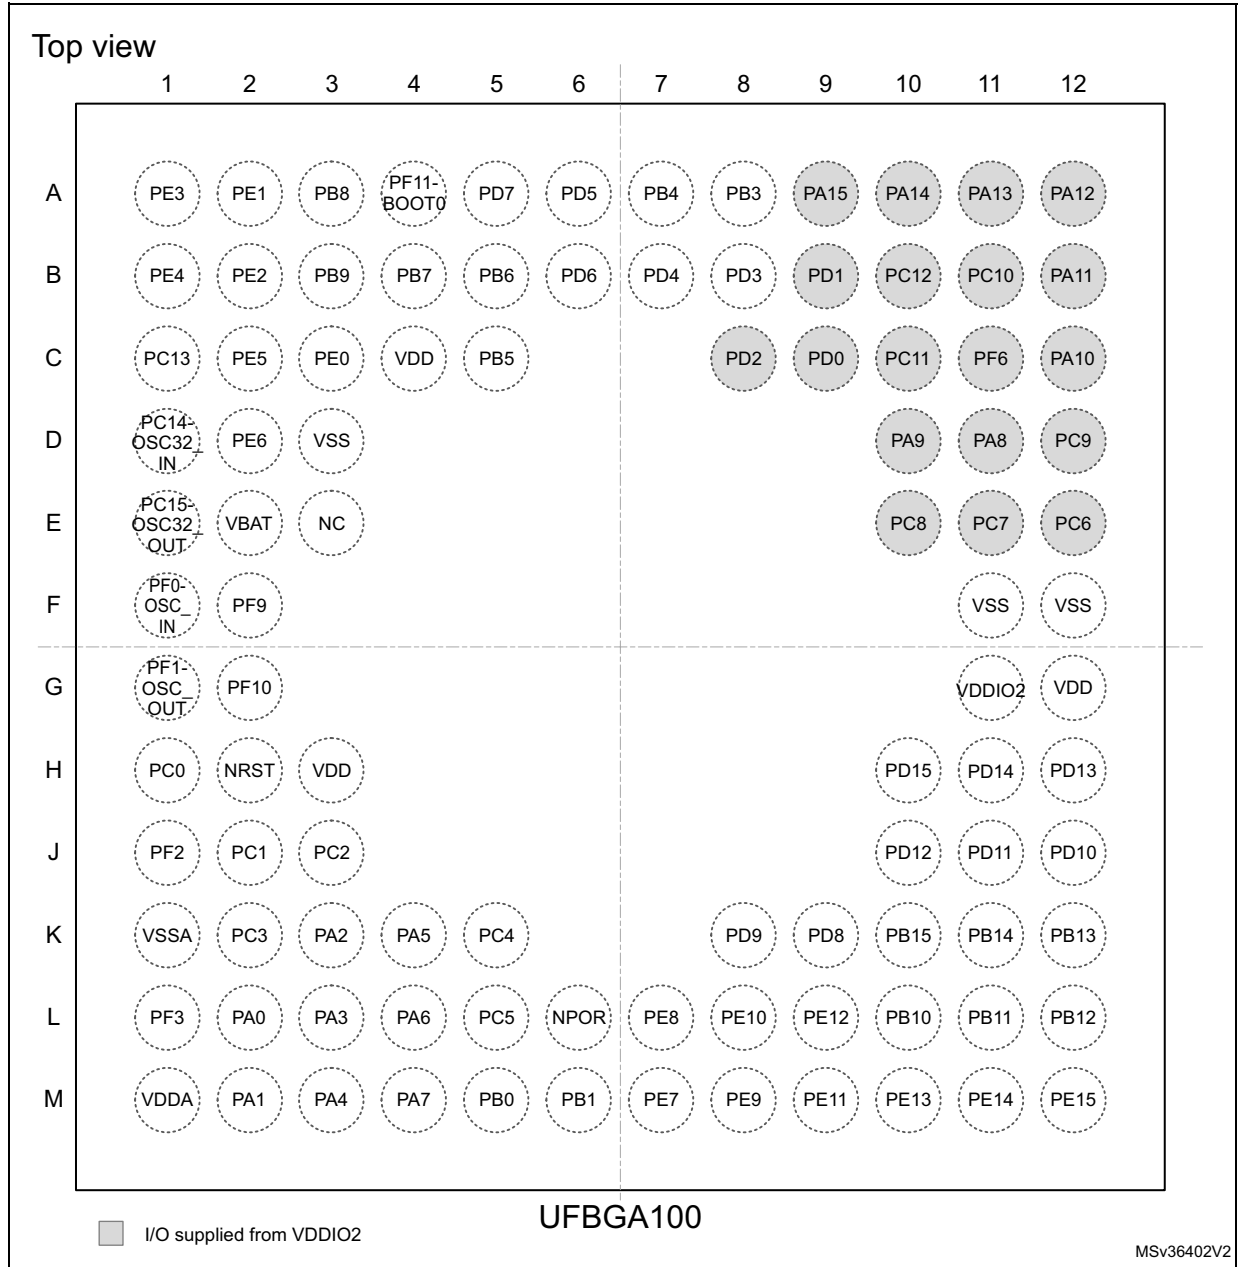 Top view
1 2 3 4 5 6 7 8 9 10 11 12
A PE3 PE1 PB8 PF11-BOOT0 PD7 PD5 PB4 PB3 PA15 PA14 PA13 PA12
B PE4 PE2 PB9 PB7 PB6 PD6 PD4 PD3 PD1 PC12 PC10 PA11
C PC13 PE5 PE0 VDD PB5 PD2 PD0 PC11 PF6 PA10
D PC14-OSC32_IN PE6 VSS PA9 PA8 PC9
E PC15-OSC32_OUT VBAT NC PC8 PC7 PC6
F PF0-OSC_IN PF9 VSS VSS
G PF1-OSC_OUT PF10 VDDIO2 VDD
H PC0 NRST VDD PD15 PD14 PD13
J PF2 PC1 PC2 PD12 PD11 PD10
K VSSA PC3 PA2 PA5 PC4 PD9 PD8 PB15 PB14 PB13
L PF3 PA0 PA3 PA6 PC5 NPOR PE8 PE10 PE12 PB10 PB11 PB12
M VDDA PA1 PA4 PA7 PB0 PB1 PE7 PE9 PE11 PE13 PE14 PE15
UFBGA100
I/O supplied from VDDIO2
MSv36402V2